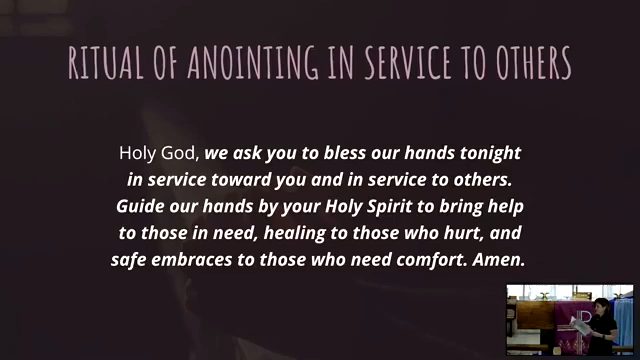 RITUAL OF ANOINTING IN SERVICE TO OTHERS
Holy God, we ask you to bless our hands tonight
in service toward you and in service to others.
Guide our hands by your Holy Spirit to bring help
to those in need, healing to those who hurt, and
safe embraces to those who need comfort. Amen.